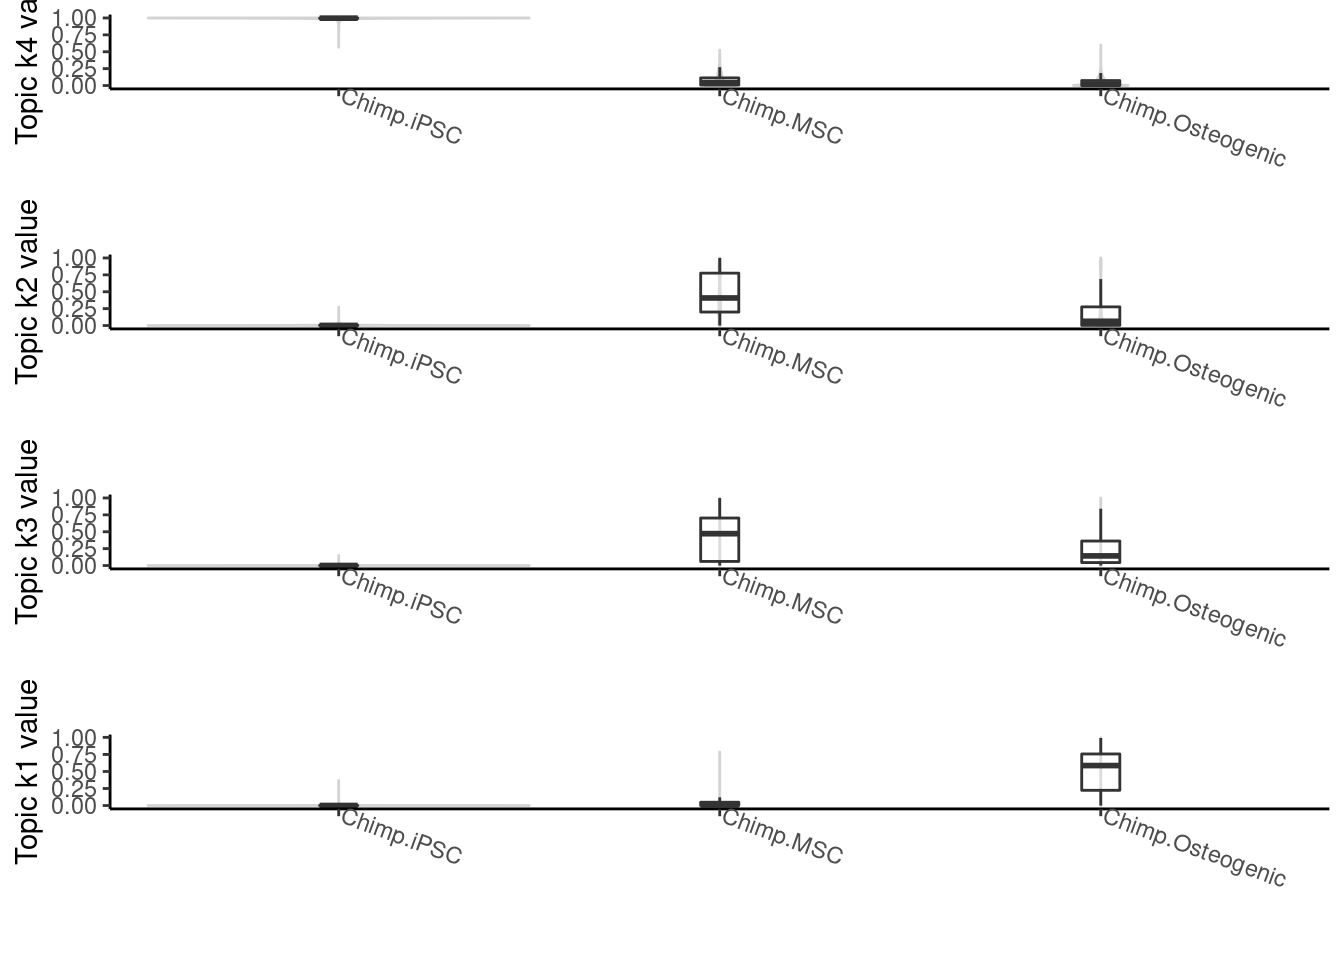 Topic k4 va
1.00
0.75
0.50
0.25
0.00
Chimp.iPSC
Chimp.MSC
Chimp.Osteogenic
Topic k2 value
1.00
0.75
0.50
0.25
0.00
Chimp.iPSC
Chimp.MSC
Chimp.Osteogenic
Topic k3 value
1.00
0.75
0.50
0.25
0.00
Chimp.iPSC
Chimp.MSC
Chimp.Osteogenic
Topic k1 value
1.00
0.75
0.50
0.25
0.00
Chimp.iPSC
Chimp.MSC
Chimp.Osteogenic